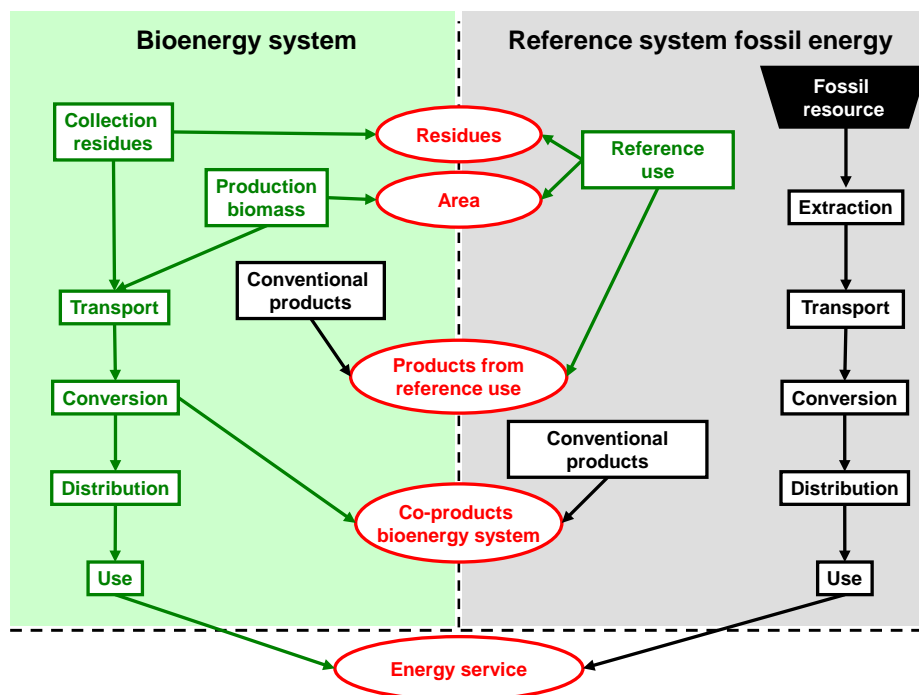 Bioenergy system
Reference system fossil energy
Fossil
resource
Collection
residues
Residues
Reference
use
Production
biomass
Area
Extraction
Conventional
products
Transport
Transport
Products from
reference use
Conversion
Conversion
Conventional
products
Distribution
Distribution
Co-products
bioenergy system
Use
Use
Energy service